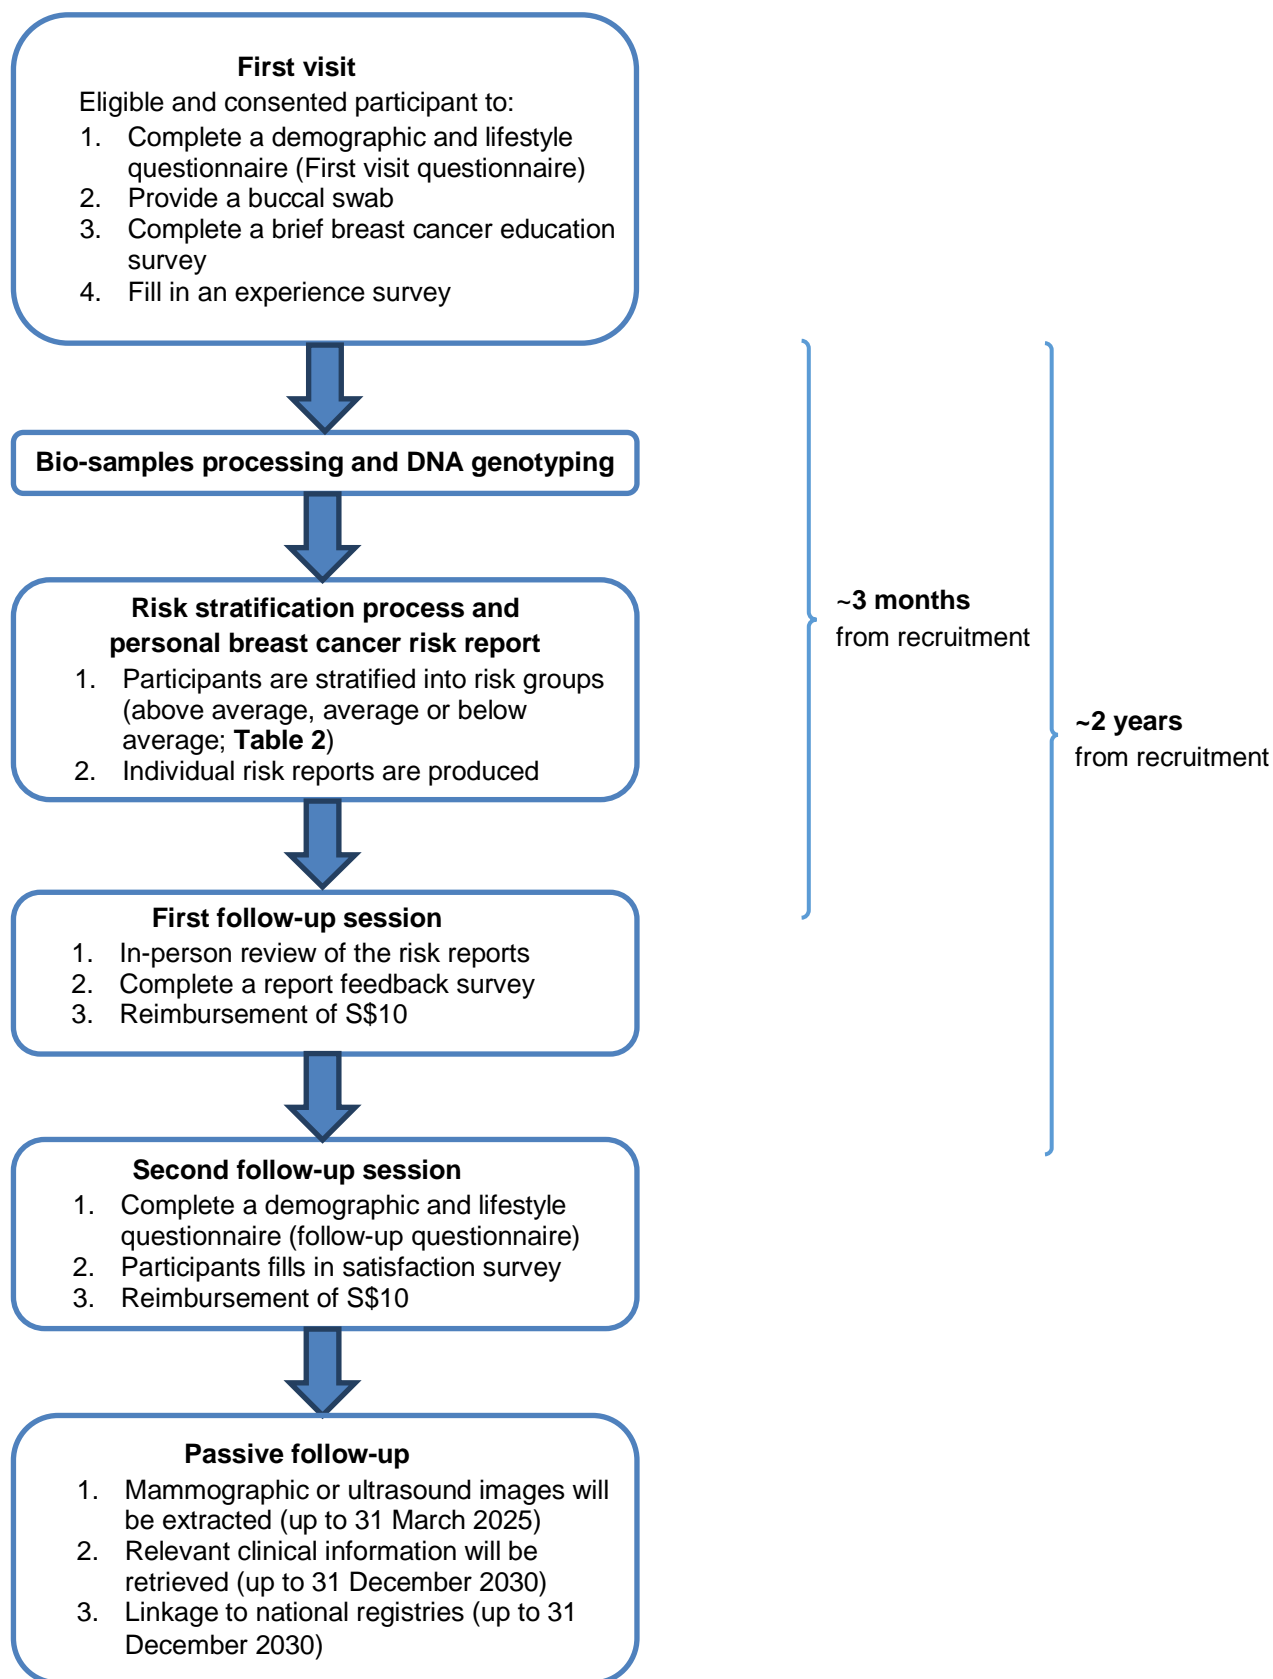 First visit
Eligible and consented participant to:
1. Complete a demographic and lifestyle
questionnaire (First visit questionnaire)
2. Provide a buccal swab
3. Complete a brief breast cancer education
survey
4. Fill in an experience survey
Bio-samples processing and DNA genotyping
Risk stratification process and
personal breast cancer risk report
1. Participants are stratified into risk groups
(above average, average or below
average; Table 2)
2. Individual risk reports are produced
~3 months
from recruitment
~2 years
from recruitment
First follow-up session
1. In-person review of the risk reports
2. Complete a report feedback survey
3. Reimbursement of S$10
Second follow-up session
1. Complete a demographic and lifestyle
questionnaire (follow-up questionnaire)
2. Participants fills in satisfaction survey
3. Reimbursement of S$10
Passive follow-up
1. Mammographic or ultrasound images will
be extracted (up to 31 March 2025)
2. Relevant clinical information will be
retrieved (up to 31 December 2030)
3. Linkage to national registries (up to 31
December 2030)